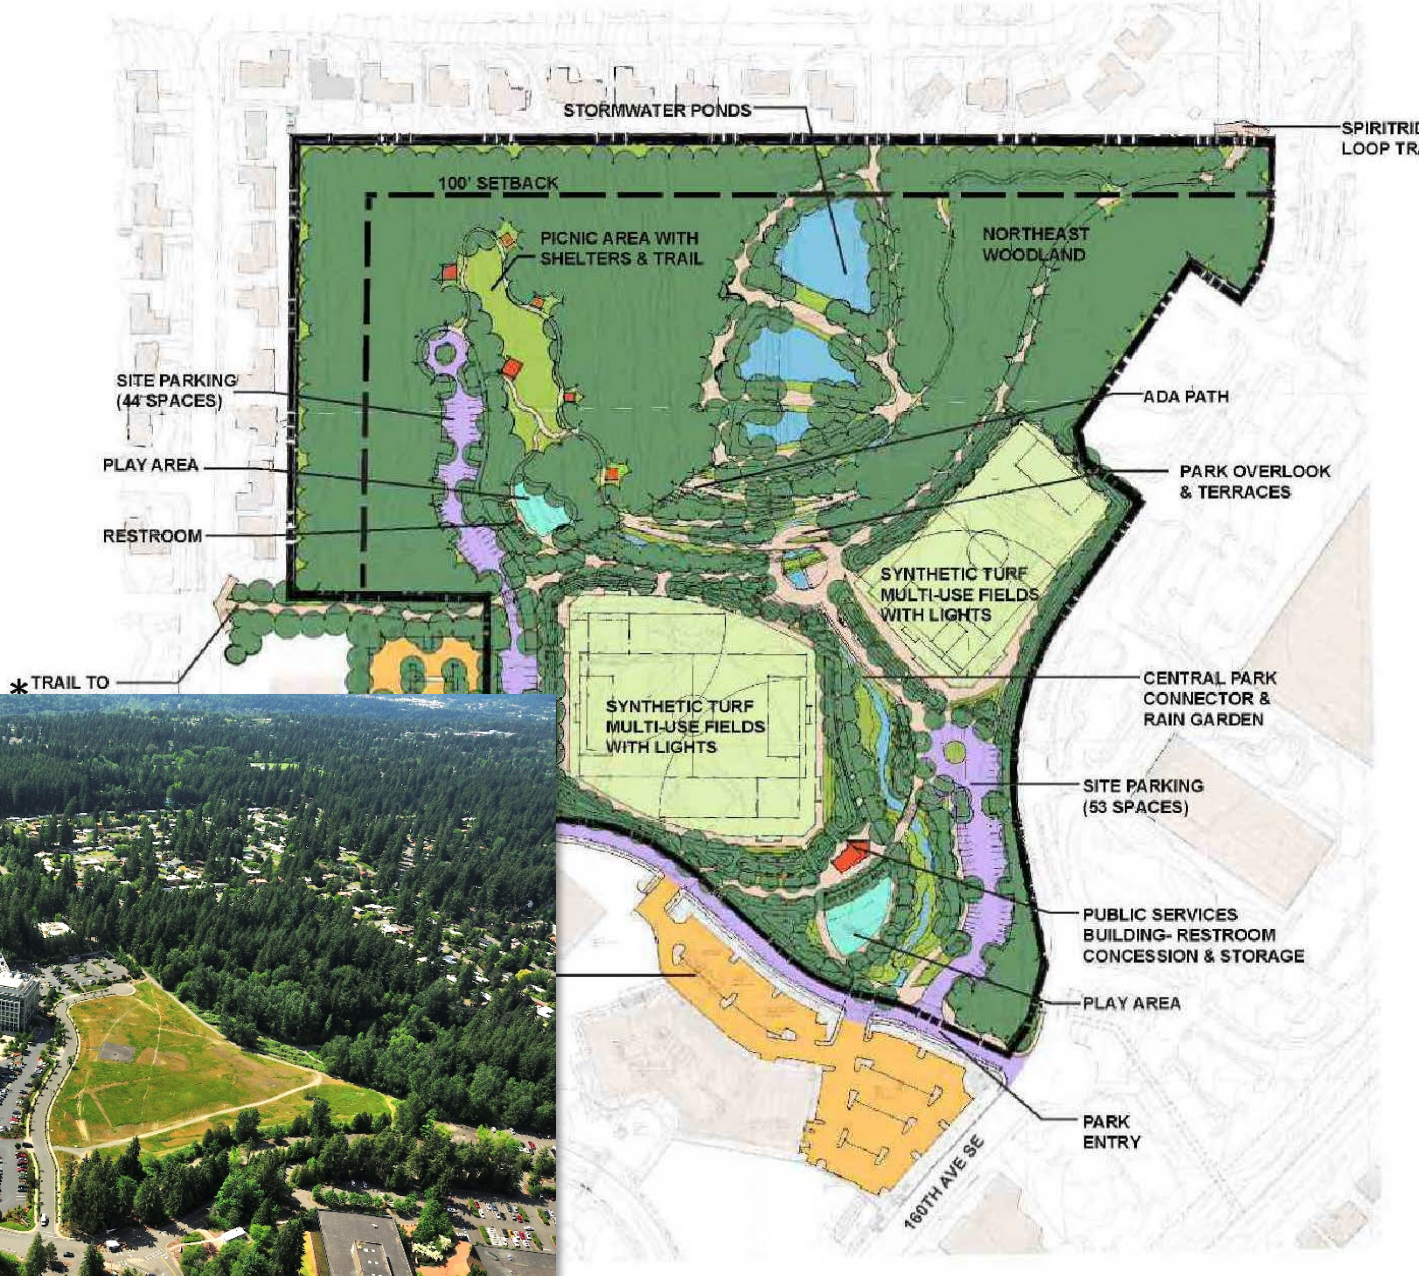 STORMWATER PONDS
SPIRITRID
LOOP TRA
100' SETBACK
PICNIC AREA WITH
SHELTERS & TRAIL
NORTHEAST
WOODLAND
SITE PARKING
(44 SPACES)
ADA PATH
PLAY AREA
PARK OVERLOOK
& TERRACES
RESTROOM
SYNTHETIC TURF
MULTI-USE FIELDS
WITH LIGHTS
* TRAIL TO
CENTRAL PARK
CONNECTOR &
RAIN GARDEN
SYNTHETIC TURF
MULTI-USE FIELDS
WITH LIGHTS
SITE PARKING
(53 SPACES)
PUBLIC SERVICES
BUILDING- RESTROOM
CONCESSION & STORAGE
PLAY AREA
PARK
ENTRY
160TH AVE SE